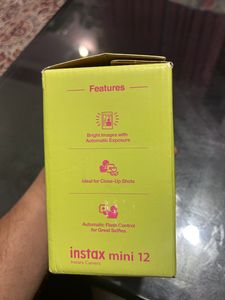 Features
Bright Images with
Automatic Exposure
Ideal for Close-Up Shots
Automatic Flash Control
for Great Selfies
instax mini 12
Instant Camera